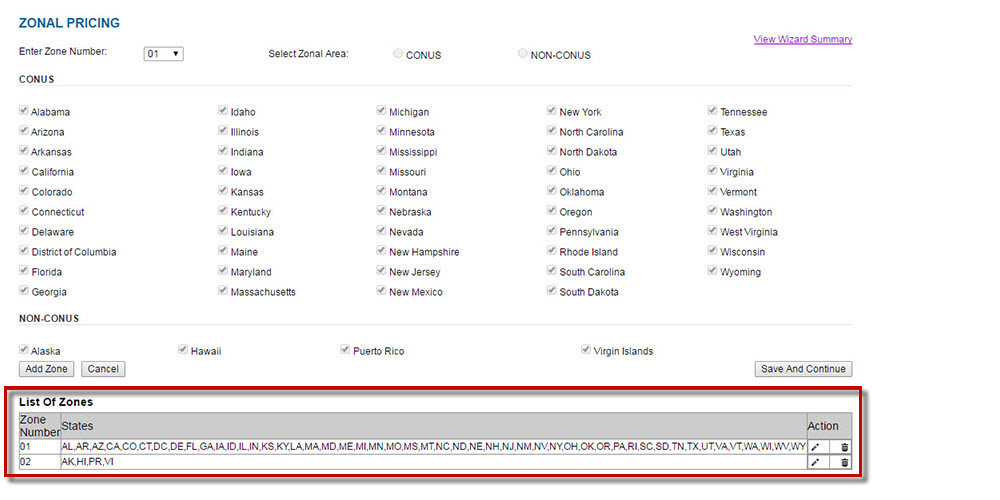 ZONAL PRICING
View Wizard Summary
Enter Zone Number: 01 Select Zonal Area: CONUS NON-CONUS
CONUS
Alabama Idaho Michigan New York Tennessee
Arizona Illinois Minnesota North Carolina Texas
Arkansas Indiana Mississippi North Dakota Utah
California Iowa Missouri Ohio Virginia
Colorado Kansas Montana Oklahoma Vermont
Connecticut Kentucky Nebraska Oregon Washington
Delaware Louisiana Nevada Pennsylvania West Virginia
District of Columbia Maine New Hampshire Rhode Island Wisconsin
Florida Maryland New Jersey South Carolina Wyoming
Georgia Massachusetts New Mexico South Dakota
NON-CONUS
Alaska Hawaii Puerto Rico Virgin Islands
Add Zone Cancel Save And Continue
List Of Zones
Zone Number States Action
01 AL,AR,AZ,CA,CO,CT,DC,DE,FL,GA,IA,ID,IL,IN,KS,KY,LA,MA,MD,ME,MI,MN,MO,MS,MT,NC,ND,NE,NH,NJ,NM,NV,NY,OH,OK,OR,PA,RI,SC,SD,TN,TX,UT,VA,VT,WA,WI,WV,WY
02 AK,HI,PR,VI